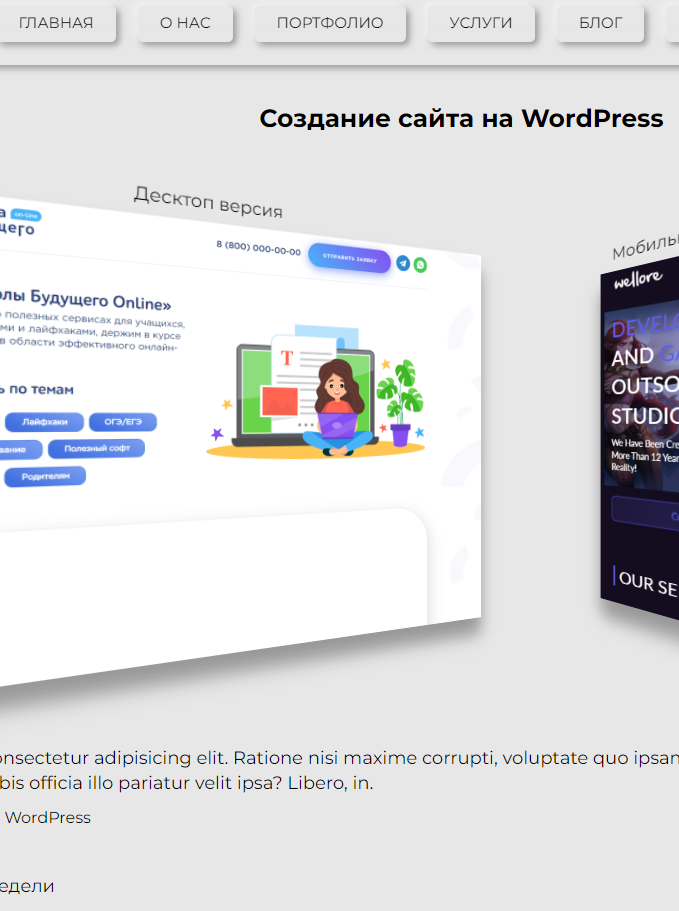 ГЛАВНАЯ
О НАС
ПОРТФОЛИО
УСЛУГИ
БЛОГ
Создание сайта на WordPress
Десктоп версия
а on-line
щего
8 (800) 000-00-00
ОТПРАВИТЬ ЗАЯВКУ
олы Будущего Online»
о полезных сервисах для учащихся,
ми и лайфхаками, держим в курсе
в области эффективного онлайн-
ь по темам
Лайфхаки
ОГЭ/ЕГЭ
вание
Полезный софт
Родителям
T
Мобиль
wellore
DEVEL
AND GA
OUTSO
STUDIO
We Have Been Cre
More Than 12 Year
Reality!
OUR SE
onsectetur adipisicing elit. Ratione nisi maxime corrupti, voluptate quo ipsam
bis officia illo pariatur velit ipsa? Libero, in.
WordPress
едели